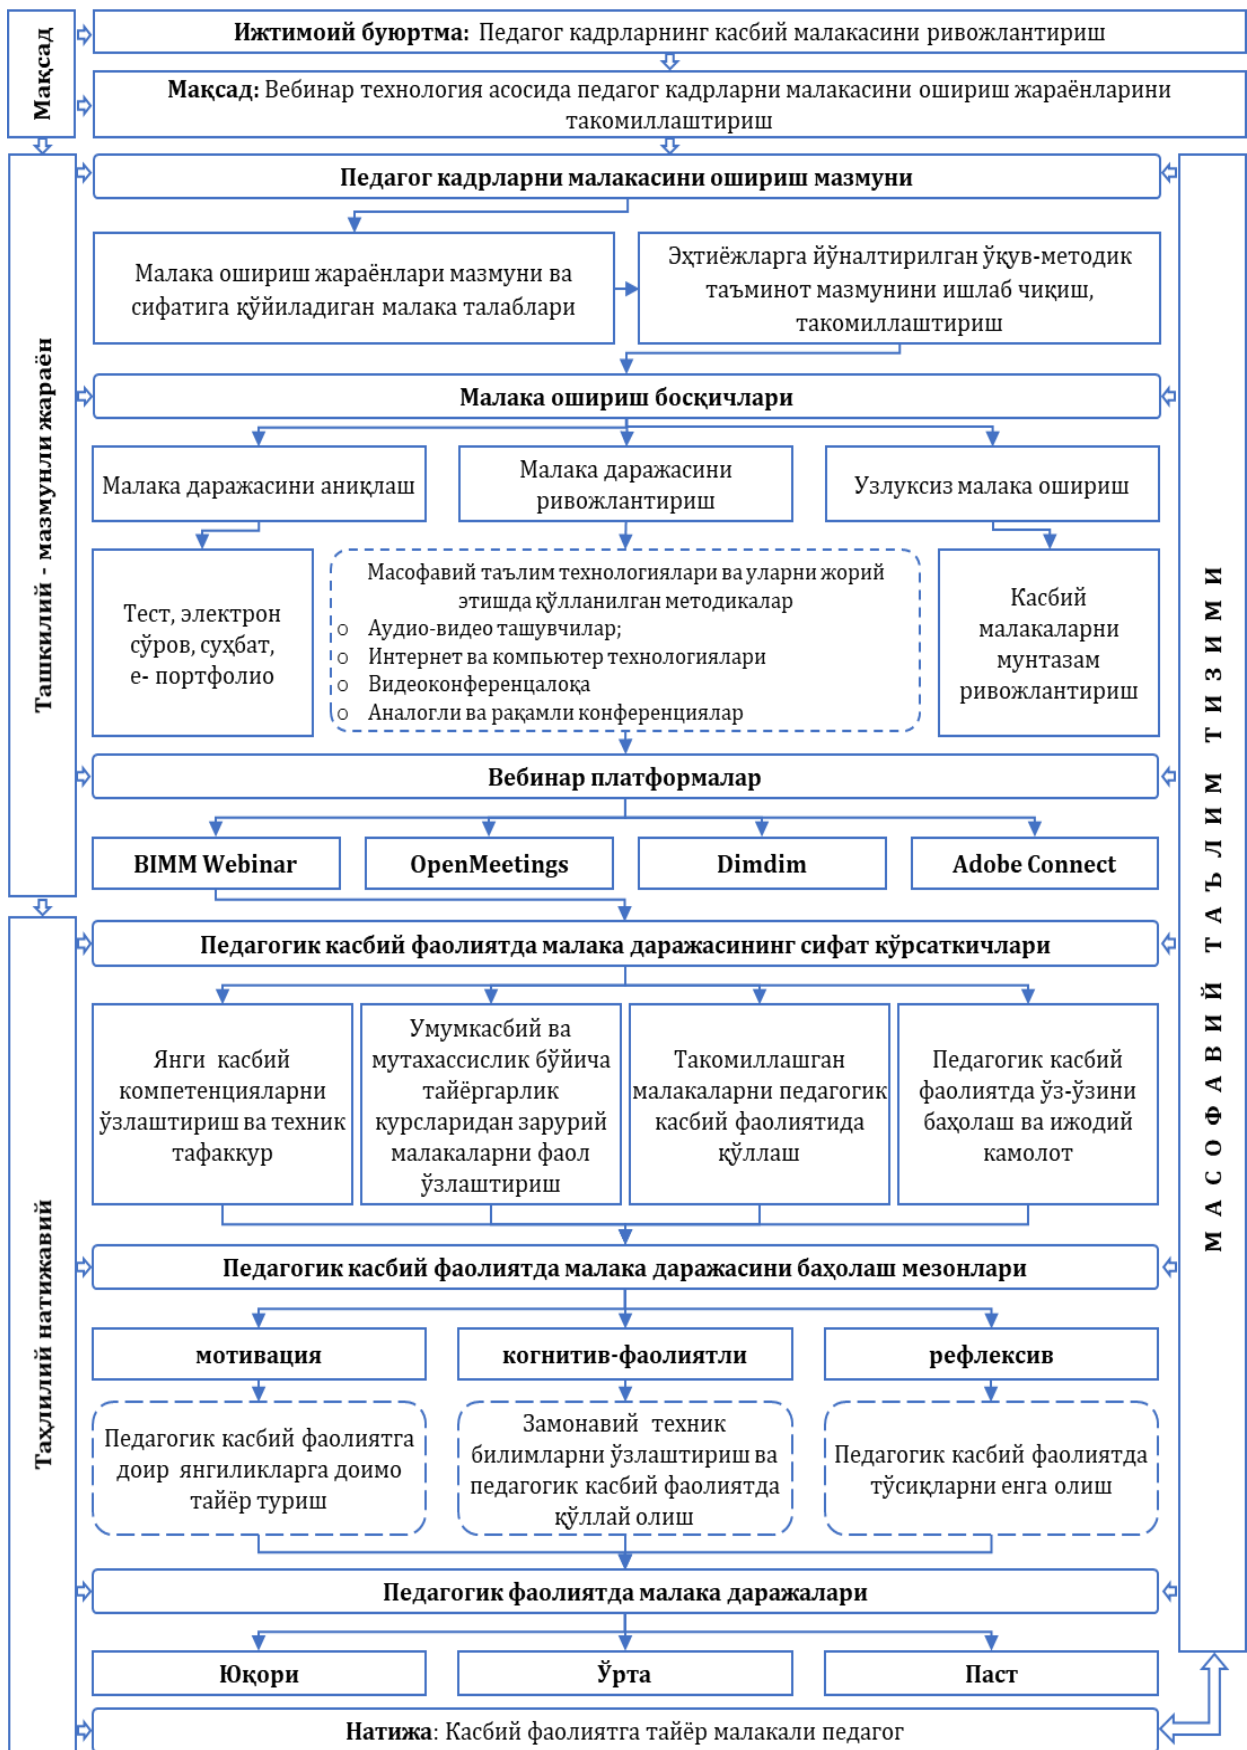 Мақсад
Ижтимоий буюртма: Педагог кадрларнинг касбий малакасини ривожлантириш
Мақсад: Вебинар технология асосида педагог кадрларни малакасини ошириш жараёнларини
такомиллаштириш
Ташкилий - мазмунли жараён
Педагог кадрларни малакасини ошириш мазмуни
Малака ошириш жараёнлари мазмуни ва
сифатига қўйиладиган малака талаблари
Эҳтиёжларга йўналтирилган ўқув-методик
таъминот мазмунини ишлаб чиқиш,
такомиллаштириш
Малака ошириш босқичлари
Малака даражасини аниқлаш
Малака даражасини
ривожлантириш
Узлуксиз малака ошириш
Тест, электрон
сўров, суҳбат,
е- портфолио
Масофавий таълим технологиялари ва уларни жорий
этишда қўлланилган методикалар
o Аудио-видео ташувчилар;
o Интернет ва компьютер технологиялари
o Видеоконференцалоқа
o Аналогли ва рақамли конференциялар
Касбий
малакаларни
мунтазам
ривожлантириш
Вебинар платформалар
BIMM Webinar
OpenMeetings
Dimdim
Adobe Connect
МАСОФАВИЙ ТАЪЛИМ ТИЗИМИ
Таҳлилий натижавий
Педагогик касбий фаолиятда малака даражасининг сифат кўрсаткичлари
Янги касбий
компетенцияларни
ўзлаштириш ва техник
тафаккур
Умумкасбий ва
мутахассислик бўйича
тайёргарлик
курсларидан зарурий
малакаларни фаол
ўзлаштириш
Такомиллашган
малакаларни педагогик
касбий фаолиятида
қўллаш
Педагогик касбий
фаолиятда ўз-ўзини
баҳолаш ва ижодий
камолот
Педагогик касбий фаолиятда малака даражасини баҳолаш мезонлари
мотивация
когнитив-фаолиятли
рефлексив
Педагогик касбий фаолиятга
доир янгиликларга доимо
тайёр туриш
Замонавий техник
билимларни ўзлаштириш ва
педагогик касбий фаолиятда
қўллай олиш
Педагогик касбий фаолиятда
тўсиқларни енга олиш
Педагогик фаолиятда малака даражалари
Юқори
Ўрта
Паст
Натижа: Касбий фаолиятга тайёр малакали педагог